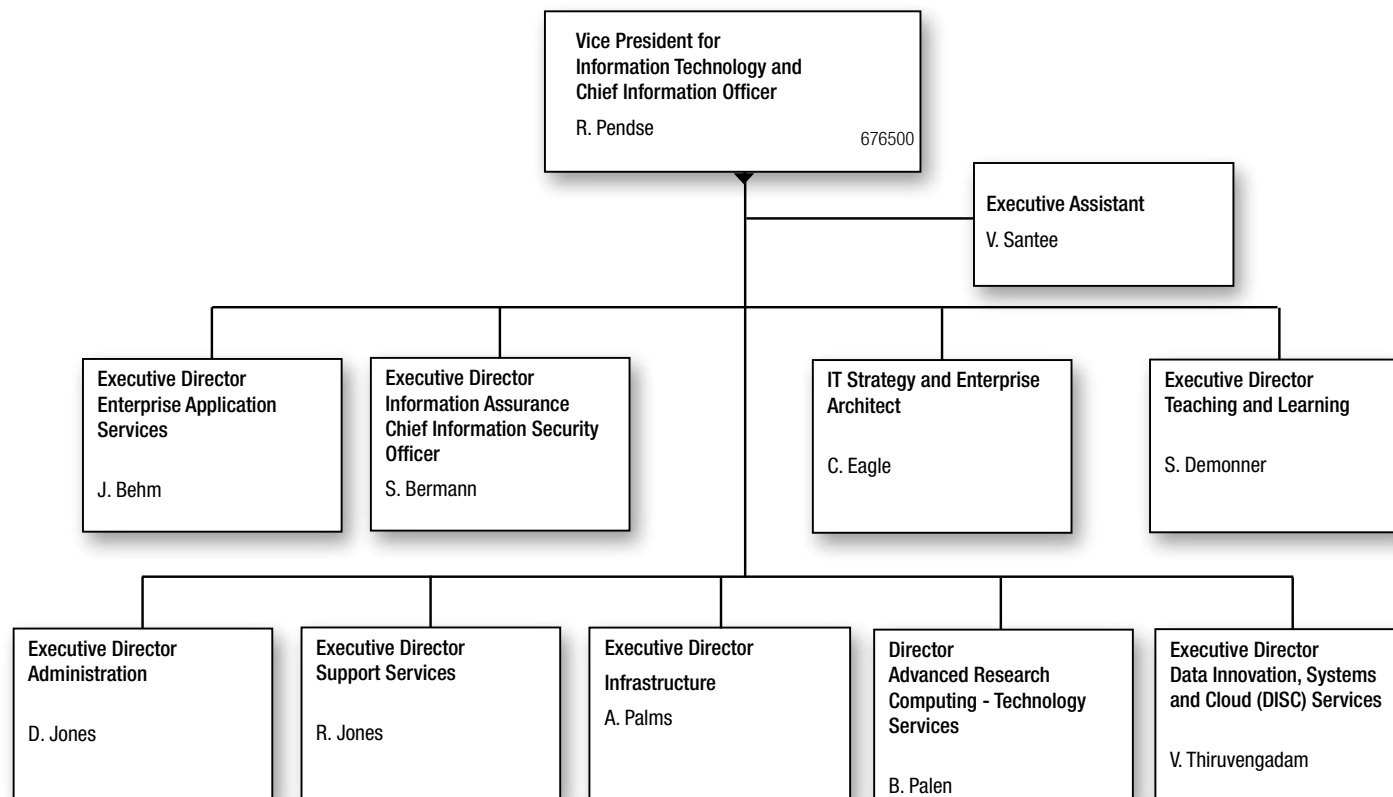 Vice President for
Information Technology and
Chief Information Officer
R. Pendse
676500
Executive Assistant
V. Santee
Executive Director
Enterprise Application
Services
J. Behm
Executive Director
Information Assurance
Chief Information Security
Officer
S. Bermann
IT Strategy and Enterprise
Architect
C. Eagle
Executive Director
Teaching and Learning
S. Demonner
Executive Director
Administration
D. Jones
Executive Director
Support Services
R. Jones
Executive Director
Infrastructure
A. Palms
Director
Advanced Research
Computing - Technology
Services
B. Palen
Executive Director
Data Innovation, Systems
and Cloud (DISC) Services
V. Thiruvengadam